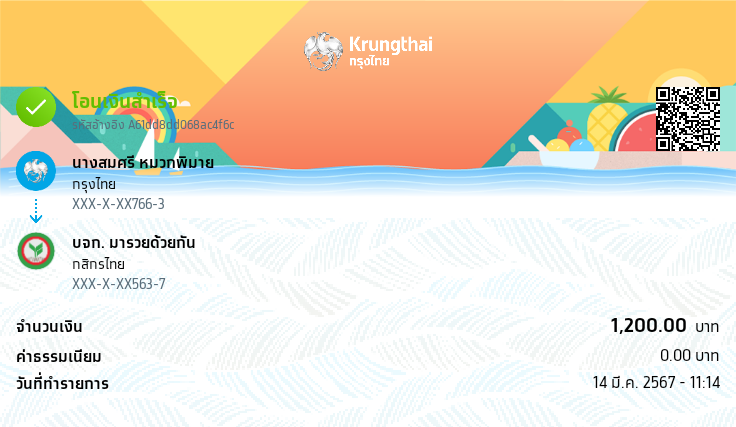 Krungthai
กรุงไทย
โอนเงินสำเร็จ
รหัสอ้างอิง A61dd8dd068ac4f6c
นางสมศรี หมวกพิมาย
กรุงไทย
XXX-X-XX766-3
บจก. มารวยด้วยกัน
กสิกรไทย
XXX-X-XX563-7
จำนวนเงิน 1,200.00 บาท
ค่าธรรมเนียม 0.00 บาท
วันที่ทำรายการ 14 มี.ค. 2567 - 11:14